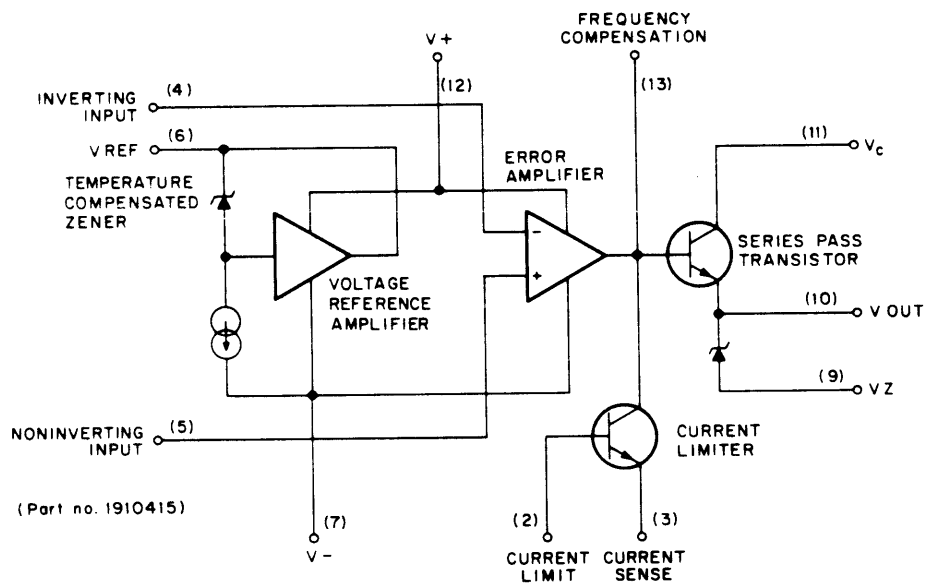 FREQUENCY
COMPENSATION
V+
(12)
(13)
(4)
INVERTING
INPUT
(6)
V REF
(11)
Vc
TEMPERATURE
COMPENSATED
ZENER
ERROR
AMPLIFIER
-
+
SERIES PASS
TRANSISTOR
VOLTAGE
REFERENCE
AMPLIFIER
(10)
V OUT
(9)
VZ
(5)
NONINVERTING
INPUT
CURRENT
LIMITER
(Part no. 1910415)
(7)
V-
(2)
(3)
CURRENT
LIMIT
CURRENT
SENSE